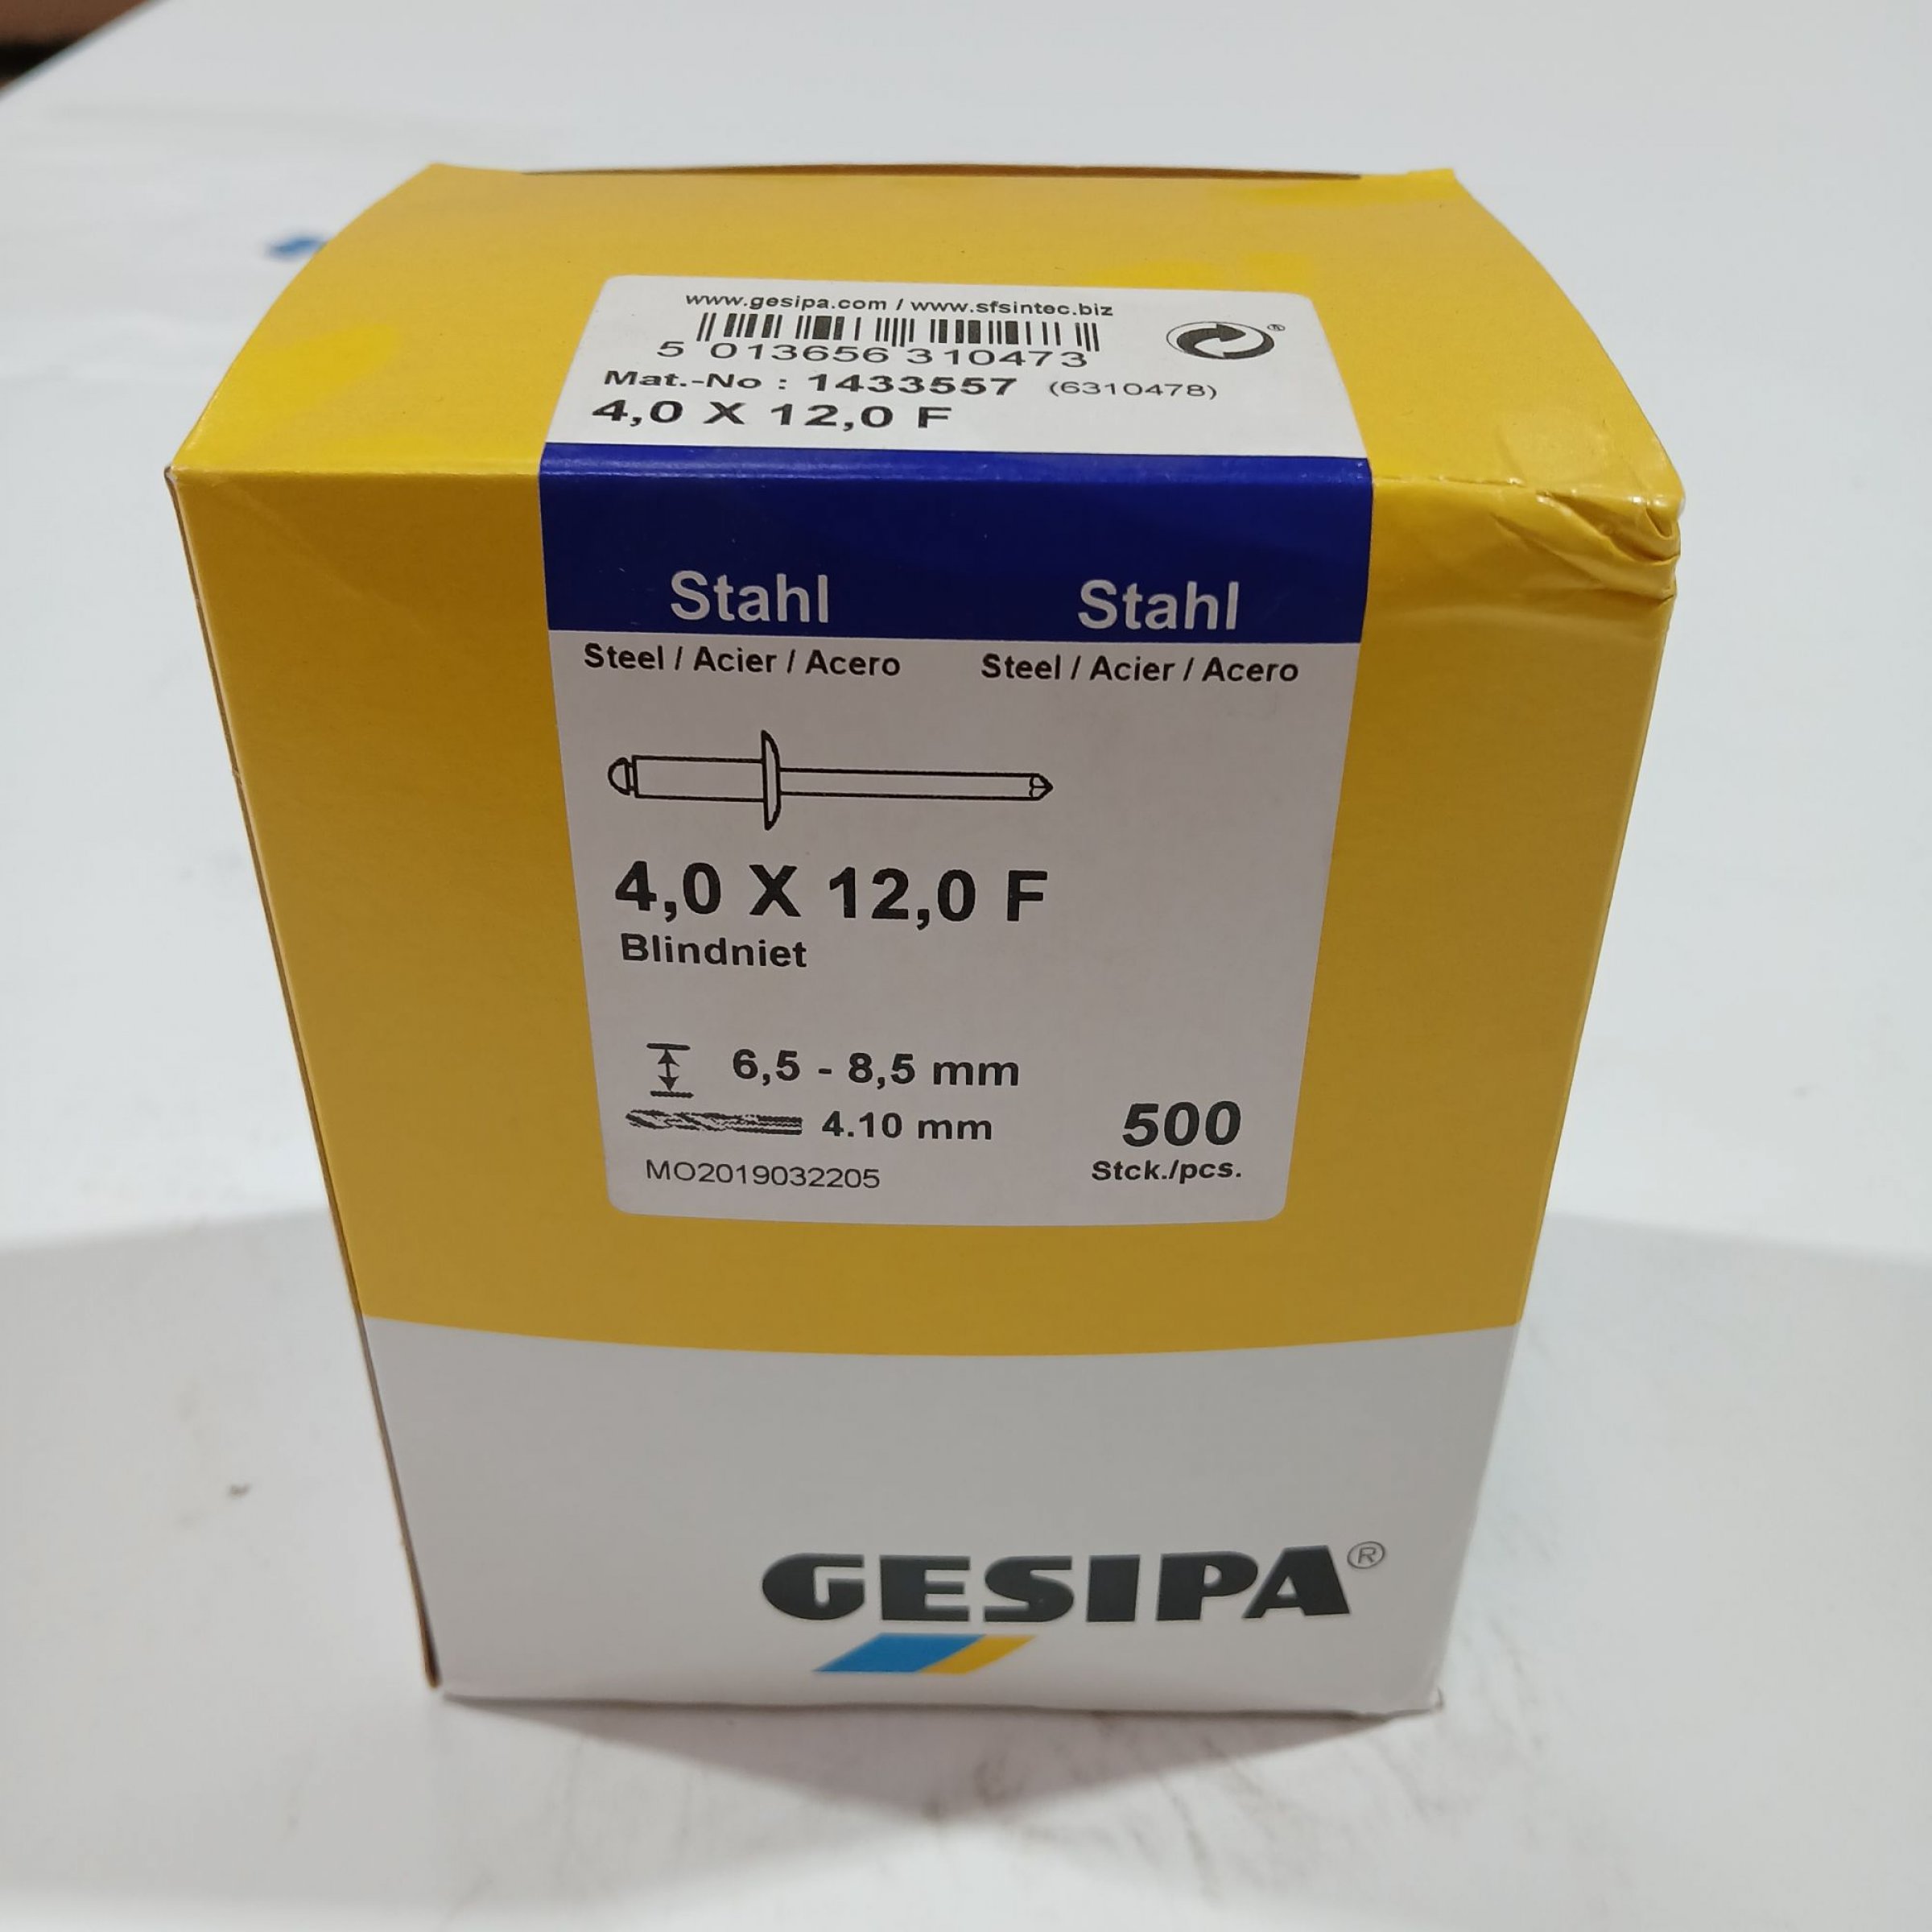 www.gesipa.com / www.sfsintec.biz
5 013656 310473
Mat.-No : 1433557 (6310478)
4,0 X 12,0 F
Stahl Stahl
Steel / Acier / Acero Steel / Acier / Acero
4,0 X 12,0 F
Blindniet
6,5 - 8,5 mm
4.10 mm
500
MO2019032205
Stck./pcs.
GESIPA®